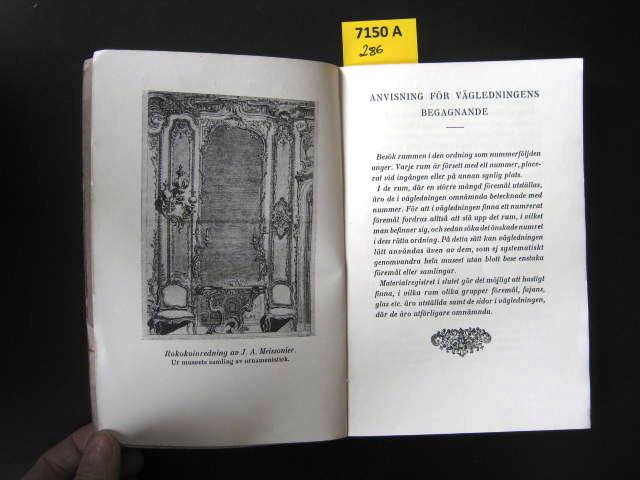 7150 A
286
Rokokoinredning av J. A. Meissonier.
Ur museets samling av ornamentstick.
ANVISNING FÖR VÄGLEDNINGENS
BEGAGNANDE
Besök rummen i den ordning som nummerföljden
anger. Varje rum är försett med ett nummer, place-
rat vid ingången eller på annan synlig plats.
I de rum, där en större mängd föremål utställas,
äro de i vägledningen omnämnda betecknade med
nummer. För att i vägledningen finna ett numrerat
föremål fordras alltså att slå upp det rum, i vilket
man befinner sig, och sedan söka det önskade numret
i dess rätta ordning. På detta sätt kan vägledningen
lätt användas även av dem, som ej systematiskt
genomvandra hela museet utan blott bese enstaka
föremål eller samlingar.
Materialregistret i slutet gör det möjligt att hastigt
finna, i vilka rum olika grupper föremål, fajans,
glas etc. äro utställda samt de sidor i vägledningen,
där de äro utförligare omnämnda.